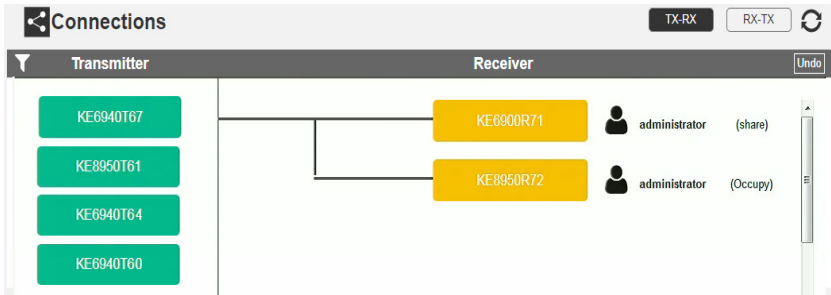 Connections
TX-RX
RX-TX
Transmitter
Receiver
Undo
KE6940T67
KE6900R71
administrator
(share)
KE8950T61
KE8950R72
administrator
(Occupy)
KE6940T64
KE6940T60